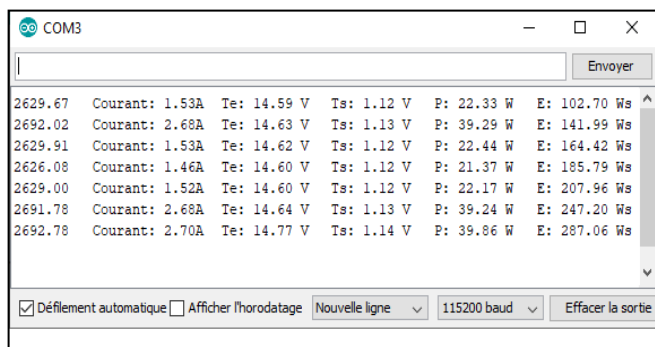 COM3
Envoyer
2629.67 Courant: 1.53A Te: 14.59 V Ts: 1.12 V P: 22.33 W E: 102.70 Ws
2692.02 Courant: 2.68A Te: 14.63 V Ts: 1.13 V P: 39.29 W E: 141.99 Ws
2629.91 Courant: 1.53A Te: 14.62 V Ts: 1.12 V P: 22.44 W E: 164.42 Ws
2626.08 Courant: 1.46A Te: 14.60 V Ts: 1.12 V P: 21.37 W E: 185.79 Ws
2629.00 Courant: 1.52A Te: 14.60 V Ts: 1.12 V P: 22.17 W E: 207.96 Ws
2691.78 Courant: 2.68A Te: 14.64 V Ts: 1.13 V P: 39.24 W E: 247.20 Ws
2692.78 Courant: 2.70A Te: 14.77 V Ts: 1.14 V P: 39.86 W E: 287.06 Ws
Défilement automatique Afficher l'horodatage Nouvelle ligne 115200 baud Effacer la sortie